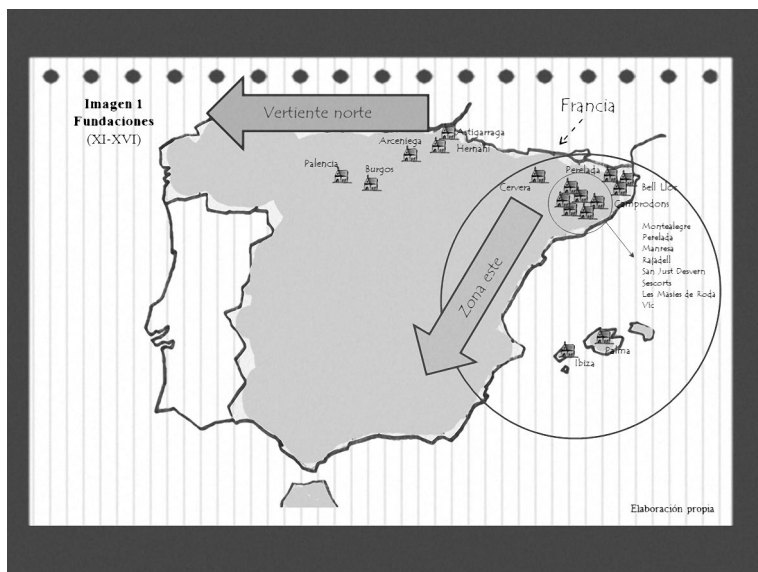 Imagen 1
Fundaciones
(XI-XVI)
Vertiente norte
Francia
Astigarraga
Hernani
Arceniega
Palencia
Burgos
Cervera
Perelada
Bell Lloc
Camprodons
Montealegre
Perelada
Manresa
Rajadell
San Just Desvern
Sescorts
Les Masies de Roda
Vic
Zona este
Palma
Ibiza
Elaboración propia